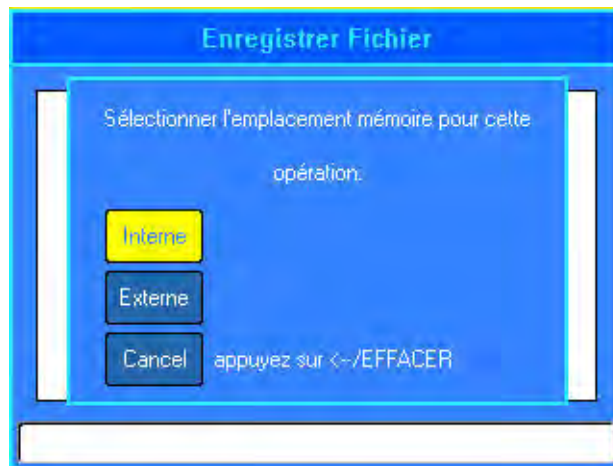 Enregistrer Fichier
Sélectionner l'emplacement mémoire pour cette
opération:
Interne
Externe
Cancel appuyez sur <--/EFFACER